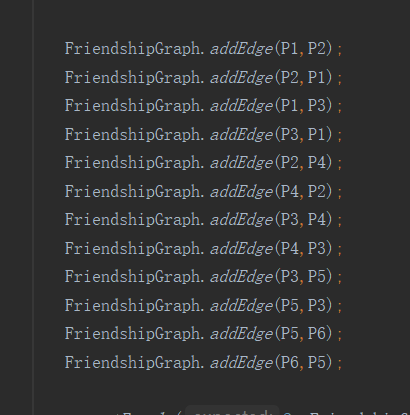 FriendshipGraph.addEdge(P1,P2);
FriendshipGraph.addEdge(P2,P1);
FriendshipGraph.addEdge(P1,P3);
FriendshipGraph.addEdge(P3,P1);
FriendshipGraph.addEdge(P2,P4);
FriendshipGraph.addEdge(P4,P2);
FriendshipGraph.addEdge(P3,P4);
FriendshipGraph.addEdge(P4,P3);
FriendshipGraph.addEdge(P3,P5);
FriendshipGraph.addEdge(P5,P3);
FriendshipGraph.addEdge(P5,P6);
FriendshipGraph.addEdge(P6,P5);